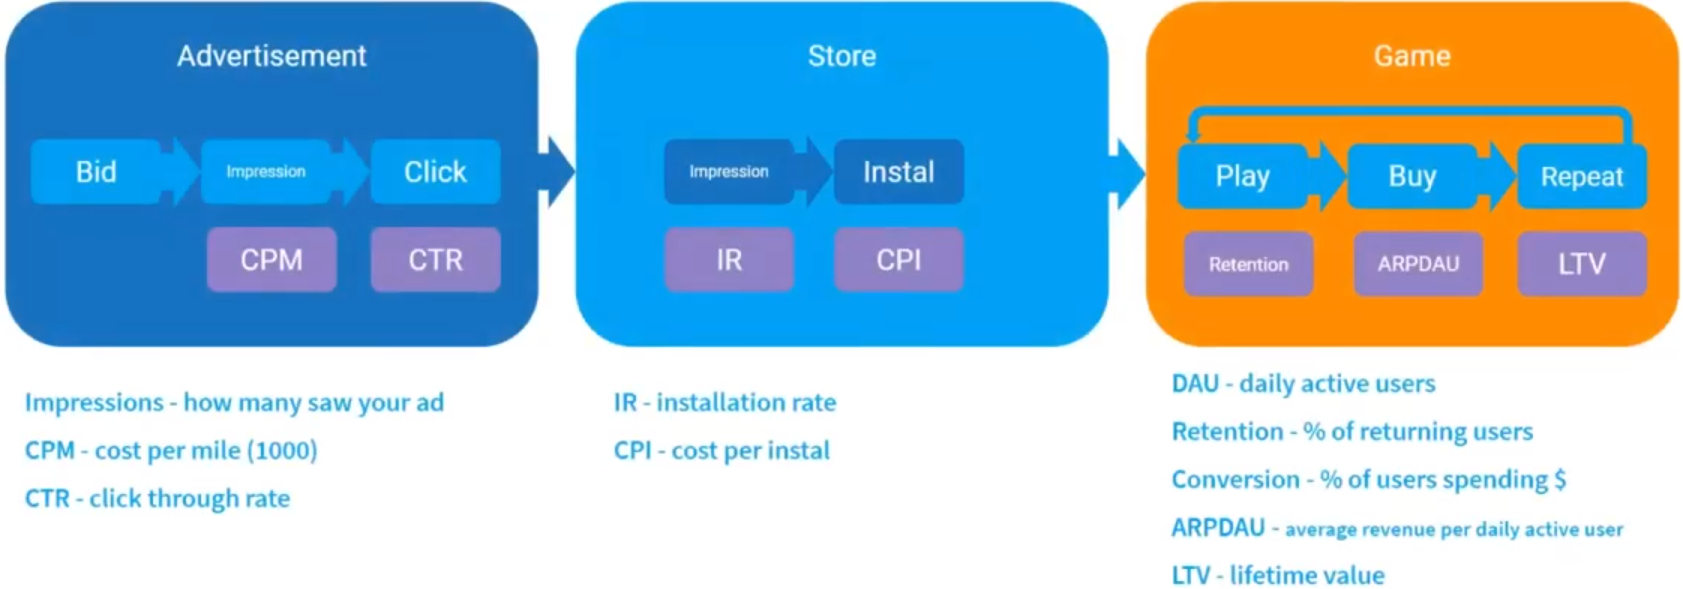 Advertisement
Bid
Impression
Click
CPM
CTR
Impressions - how many saw your ad
CPM - cost per mile (1000)
CTR - click through rate
Store
Impression
Instal
IR
CPI
IR - installation rate
CPI - cost per instal
Game
Play
Buy
Repeat
Retention
ARPDAU
LTV
DAU - daily active users
Retention - % of returning users
Conversion - % of users spending $
ARPDAU - average revenue per daily active user
LTV - lifetime value